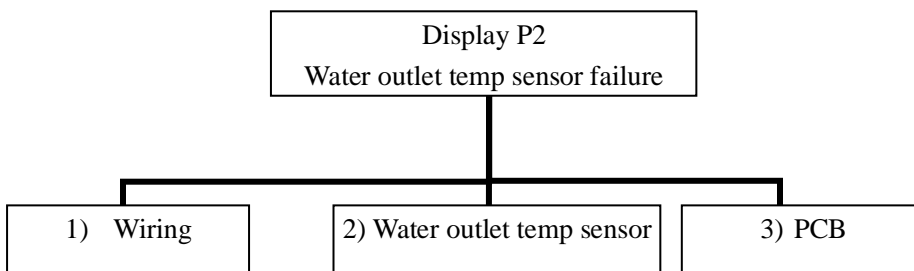 Display P2
Water outlet temp sensor failure
1) Wiring
2) Water outlet temp sensor
3) PCB